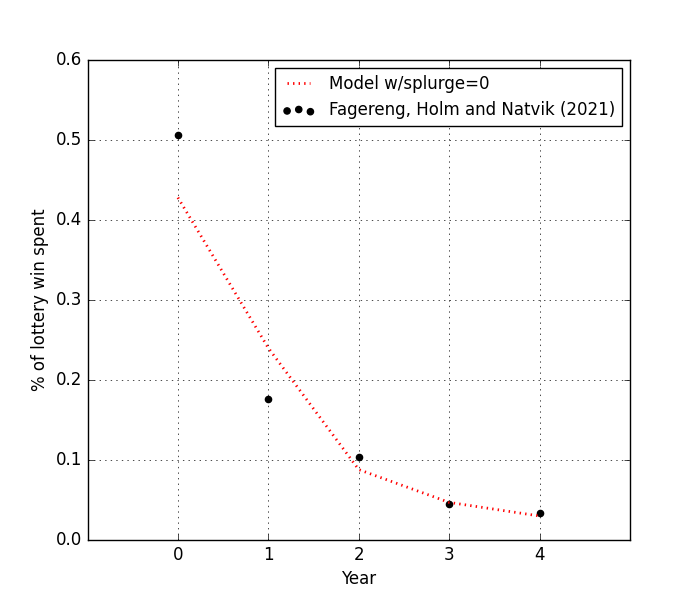 Model w/splurge=0
Fagereng, Holm and Natvik (2021)
0.6
0.5
0.4
0.3
0.2
0.1
0.0
% of lottery win spent
0 1 2 3 4
Year